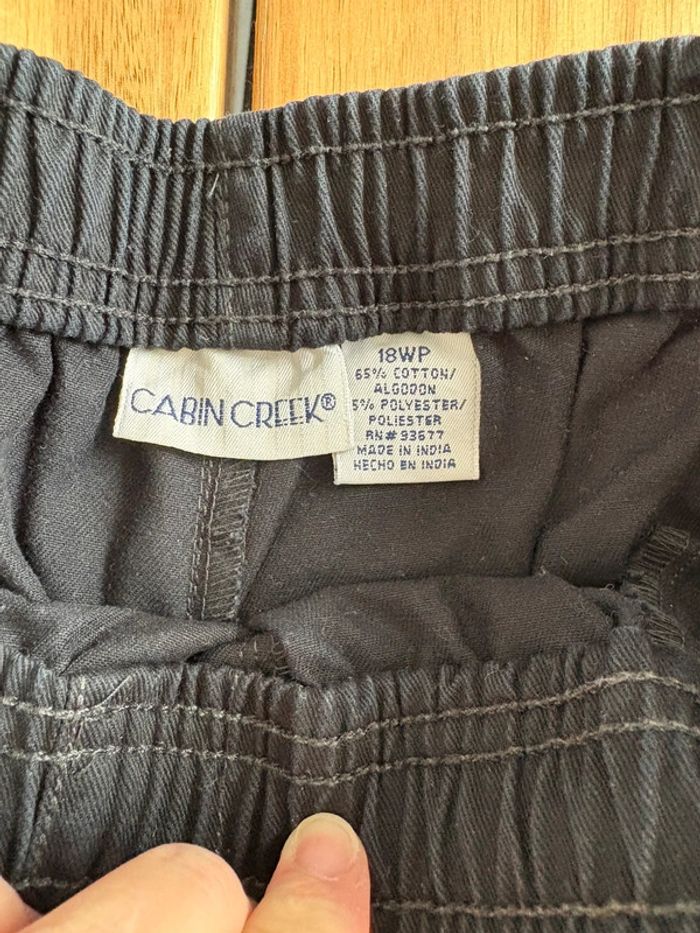 CABIN CREEK®
18WP
65% COTTON/
ALGODON
5% POLYESTER/
POLIESTER
RN# 93677
MADE IN INDIA
HECHO EN INDIA